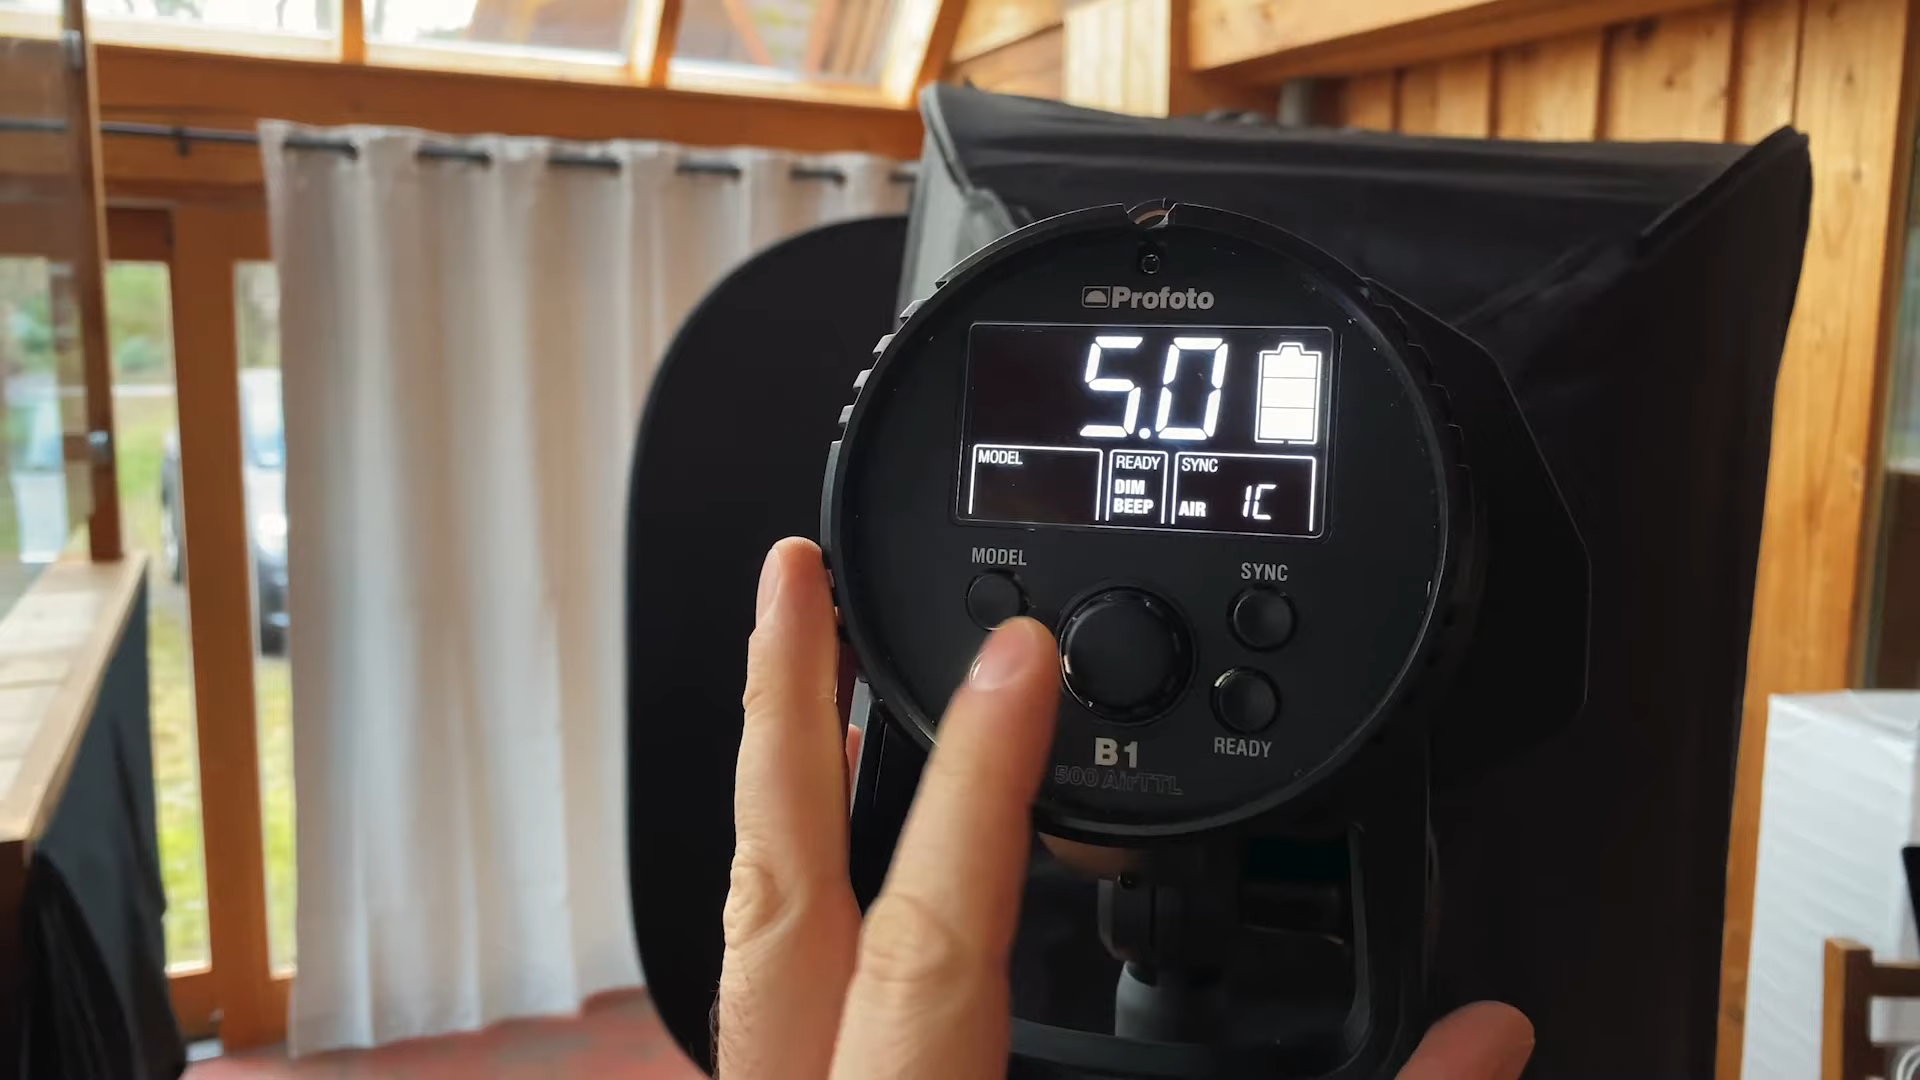 Profoto
5.0
MODEL
READY
DIM
BEEP
SYNC
AIR 1C
MODEL
SYNC
READY
B1
500 AirTTL